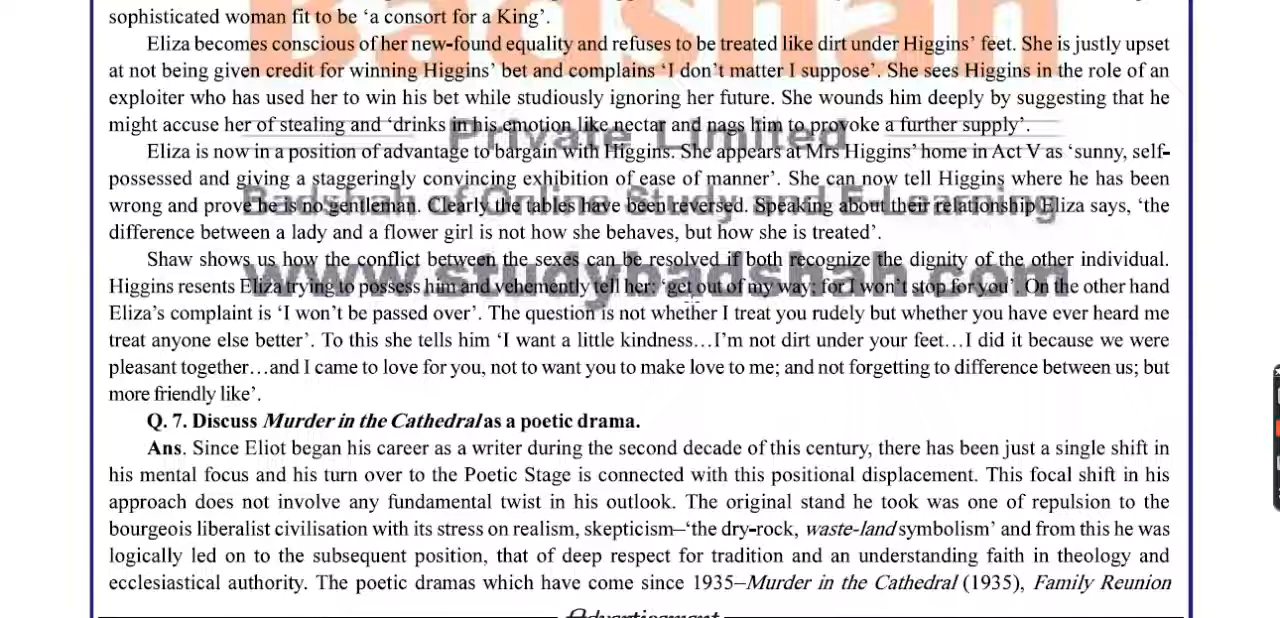 sophisticated woman fit to be ‘a consort for a King’.
Eliza becomes conscious of her new-found equality and refuses to be treated like dirt under Higgins’ feet. She is justly upset
at not being given credit for winning Higgins’ bet and complains ‘I don’t matter I suppose’. She sees Higgins in the role of an
exploiter who has used her to win his bet while studiously ignoring her future. She wounds him deeply by suggesting that he
might accuse her of stealing and ‘drinks in his emotion like nectar and nags him to provoke a further supply’.
Private Limited
Eliza is now in a position of advantage to bargain with Higgins. She appears at Mrs Higgins’ home in Act V as ‘sunny, self-
possessed and giving a staggeringly convincing exhibition of ease of manner’. She can now tell Higgins where he has been
wrong and prove he is no gentleman. Clearly the tables have been reversed. Speaking about their relationship Eliza says, ‘the
Badshah of Online Study and E-Learning
difference between a lady and a flower girl is not how she behaves, but how she is treated’.
Shaw shows us how the conflict between the sexes can be resolved if both recognize the dignity of the other individual.
www.studybadshah.com
Higgins resents Eliza trying to possess him and vehemently tell her: ‘get out of my way; for I won’t stop for you’. On the other hand
Eliza’s complaint is ‘I won’t be passed over’. The question is not whether I treat you rudely but whether you have ever heard me
treat anyone else better’. To this she tells him ‘I want a little kindness…I’m not dirt under your feet…I did it because we were
pleasant together…and I came to love for you, not to want you to make love to me; and not forgetting to difference between us; but
more friendly like’.
Q. 7. Discuss Murder in the Cathedral as a poetic drama.
Ans. Since Eliot began his career as a writer during the second decade of this century, there has been just a single shift in
his mental focus and his turn over to the Poetic Stage is connected with this positional displacement. This focal shift in his
approach does not involve any fundamental twist in his outlook. The original stand he took was one of repulsion to the
bourgeois liberalist civilisation with its stress on realism, skepticism–‘the dry-rock, waste-land symbolism’ and from this he was
logically led on to the subsequent position, that of deep respect for tradition and an understanding faith in theology and
ecclesiastical authority. The poetic dramas which have come since 1935–Murder in the Cathedral (1935), Family Reunion
Advertisement